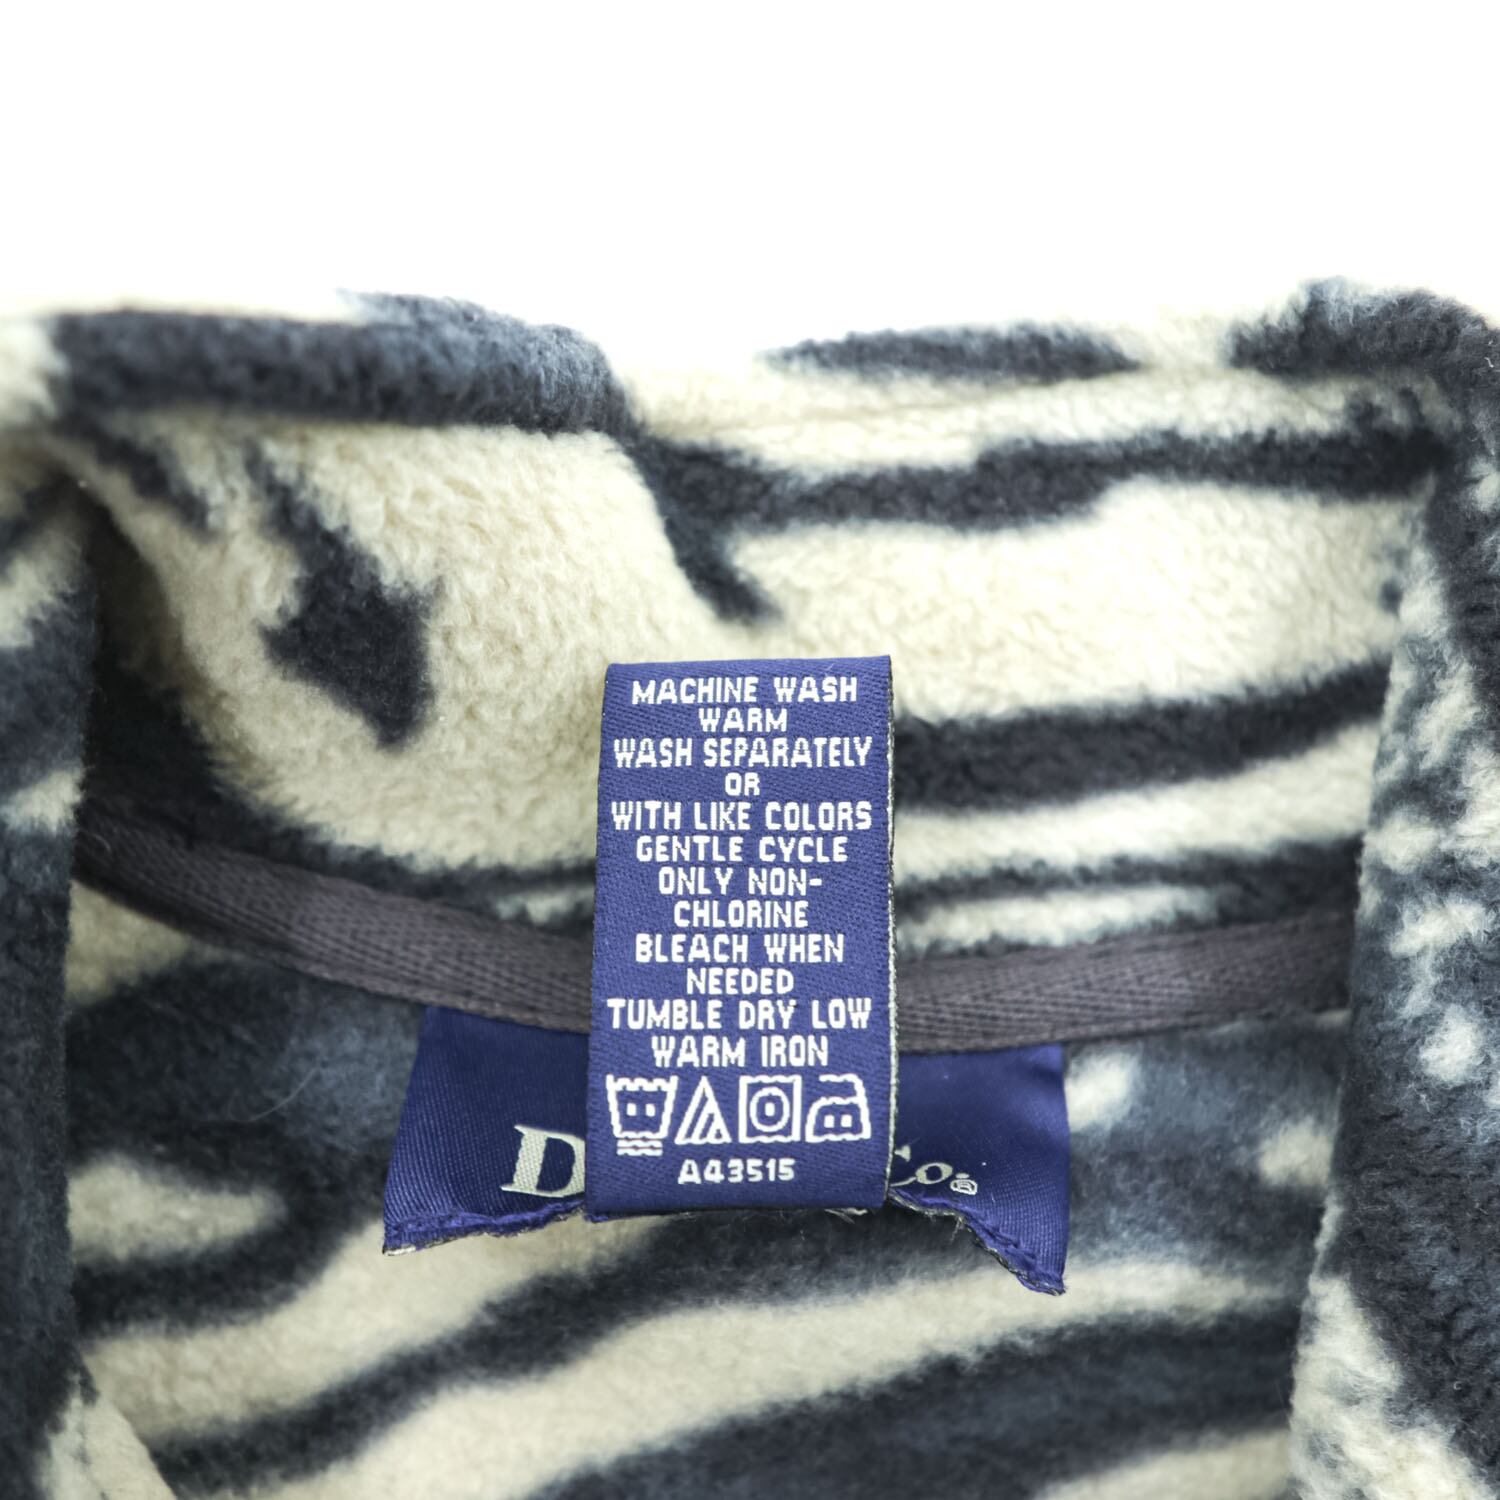 MACHINE WASH
WARM
WASH SEPARATELY
OR
WITH LIKE COLORS
GENTLE CYCLE
ONLY NON-
CHLORINE
BLEACH WHEN
NEEDED
TUMBLE DRY LOW
WARM IRON
A43515